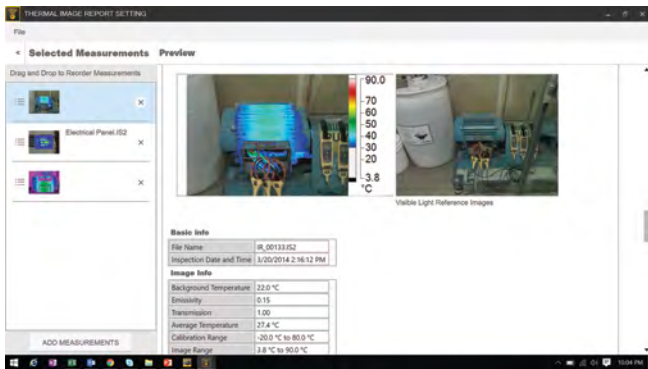 THERMAL IMAGE REPORT SETTING
File
< Selected Measurements Preview
Drag and Drop to Reorder Measurements
Electrical Panel.IS2
90.0
70
60
50
40
30
20
3.8
°C
Visible Light Reference Images
Basic Info
File Name IR_00133.IS2
Inspection Date and Time 3/20/2014 2:16:12 PM
Image Info
Background Temperature 22.0 °C
Emissivity 0.15
Transmission 1.00
Average Temperature 27.4 °C
Calibration Range -20.0 °C to 80.0 °C
Image Range 3.8 °C to 90.0 °C
ADD MEASUREMENTS
10:04 PM